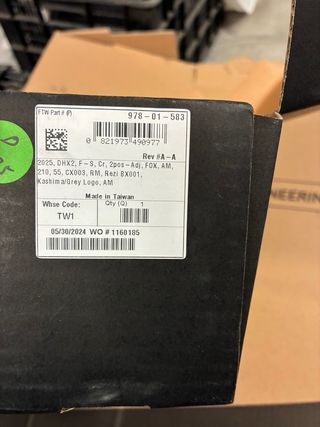 FTW Part # (P)
978-01-583
0 821973 490977
Rev #A-A
2025, DHX2, F-S, Cr, 2pos-Adj, FOX, AM,
210, 55, CX003, RM, Rezi 8X001,
Kashima/Grey Logo, AM
Made in Taiwan
Whse Code:
Qty (Q) 1
TW1
05/30/2024 WO # 1160185